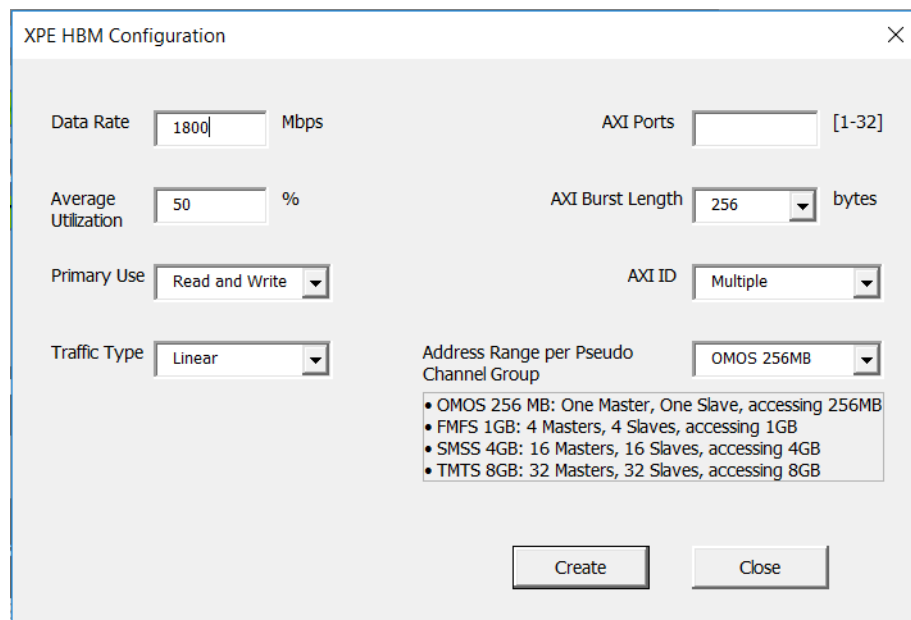 XPE HBM Configuration
Data Rate 1800 Mbps AXI Ports [1-32]
Average Utilization 50 % AXI Burst Length 256 bytes
Primary Use Read and Write AXI ID Multiple
Traffic Type Linear Address Range per Pseudo Channel Group OMOS 256MB
• OMOS 256 MB: One Master, One Slave, accessing 256MB
• FMFS 1GB: 4 Masters, 4 Slaves, accessing 1GB
• SMSS 4GB: 16 Masters, 16 Slaves, accessing 4GB
• TMTS 8GB: 32 Masters, 32 Slaves, accessing 8GB
Create Close